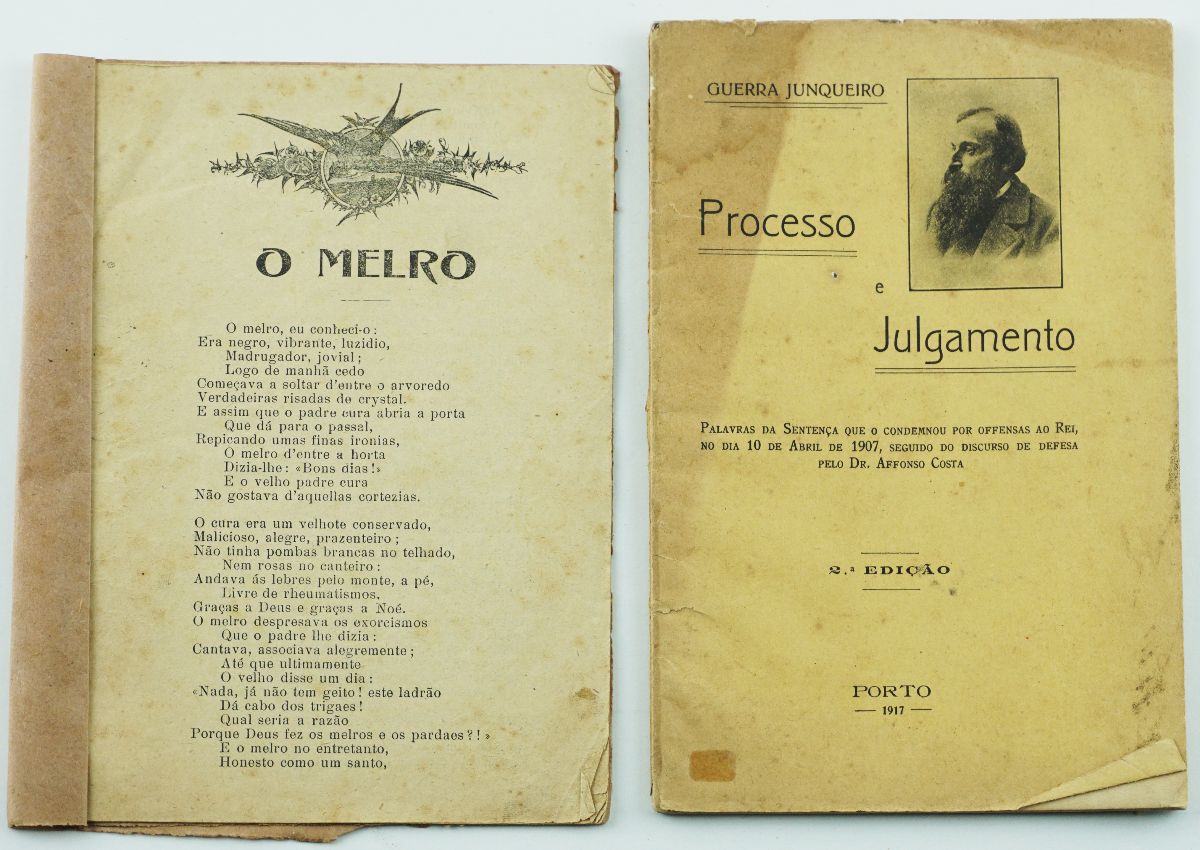 O MELRO
O melro, eu conheci-o:
Era negro, vibrante, luzidio,
Madrugador, jovial;
Logo de manhã cedo
Começava a soltar d'entre o arvoredo
Verdadeiras risadas de crystal.
E assim que o padre cura abria a porta
Que dá para o passal,
Repicando umas finas ironias,
O melro d'entre a horta
Dizia-lhe: «Bons dias!»
E o velho padre cura
Não gostava d'aquellas cortezias.
O cura era um velhote conservado,
Malicioso, alegre, prazenteiro;
Não tinha pombas brancas no telhado,
Nem rosas no canteiro:
Andava ás lebres pelo monte, a pé,
Livre de rheumatismos,
Graças a Deus e graças a Noé.
O melro despresava os exorcismos
Que o padre lhe dizia:
Cantava, associava alegremente;
Até que ultimamente
O velho disse um dia:
«Nada, já não tem geito! este ladrão
Dá cabo dos trigaes!
Qual seria a razão
Porque Deus fez os melros e os pardaes?!»
E o melro no entretanto,
Honesto como um santo,
GUERRA JUNQUEIRO
Processo
e
Julgamento
PALAVRAS DA SENTENÇA QUE O CONDEMNOU POR OFFENSAS AO REI,
NO DIA 10 DE ABRIL DE 1907, SEGUIDO DO DISCURSO DE DEFESA
PELO DR. AFFONSO COSTA
2.ª EDIÇÃO
PORTO
1917